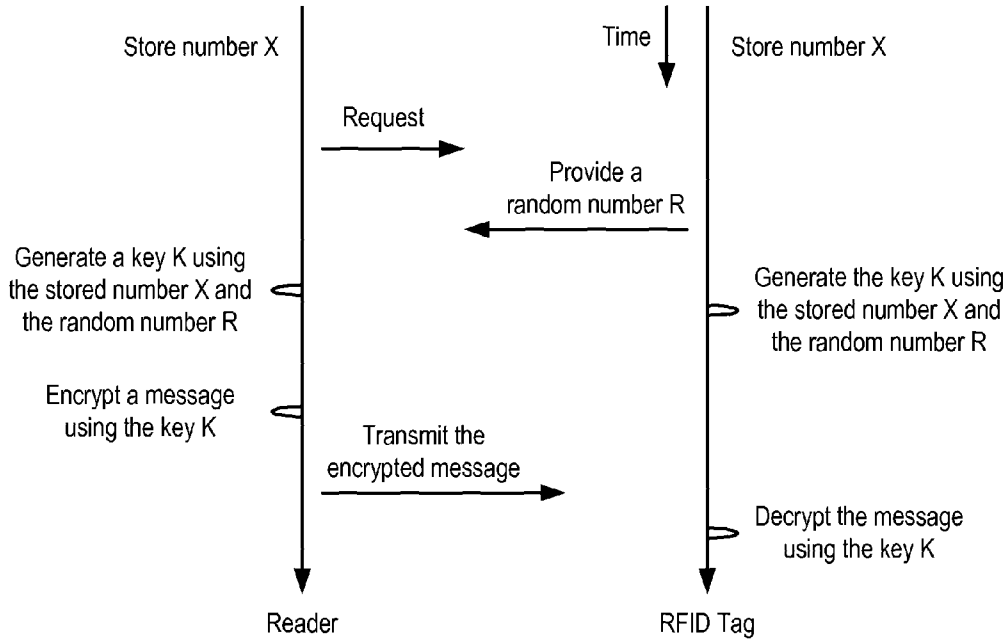 Store number X
Time
Store number X
Request
Provide a
random number R
Generate a key K using
the stored number X and
the random number R
Generate the key K using
the stored number X and
the random number R
Encrypt a message
using the key K
Transmit the
encrypted message
Decrypt the message
using the key K
Reader
RFID Tag